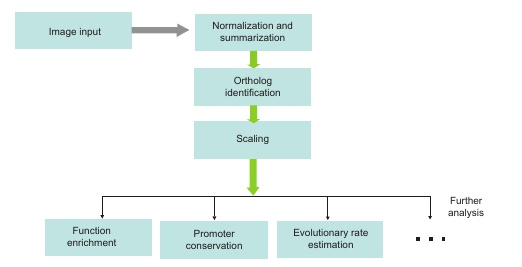 Image input
Normalization and
summarization
Ortholog
identification
Scaling
Further
analysis
Function
enrichment
Promoter
conservation
Evolutionary rate
estimation